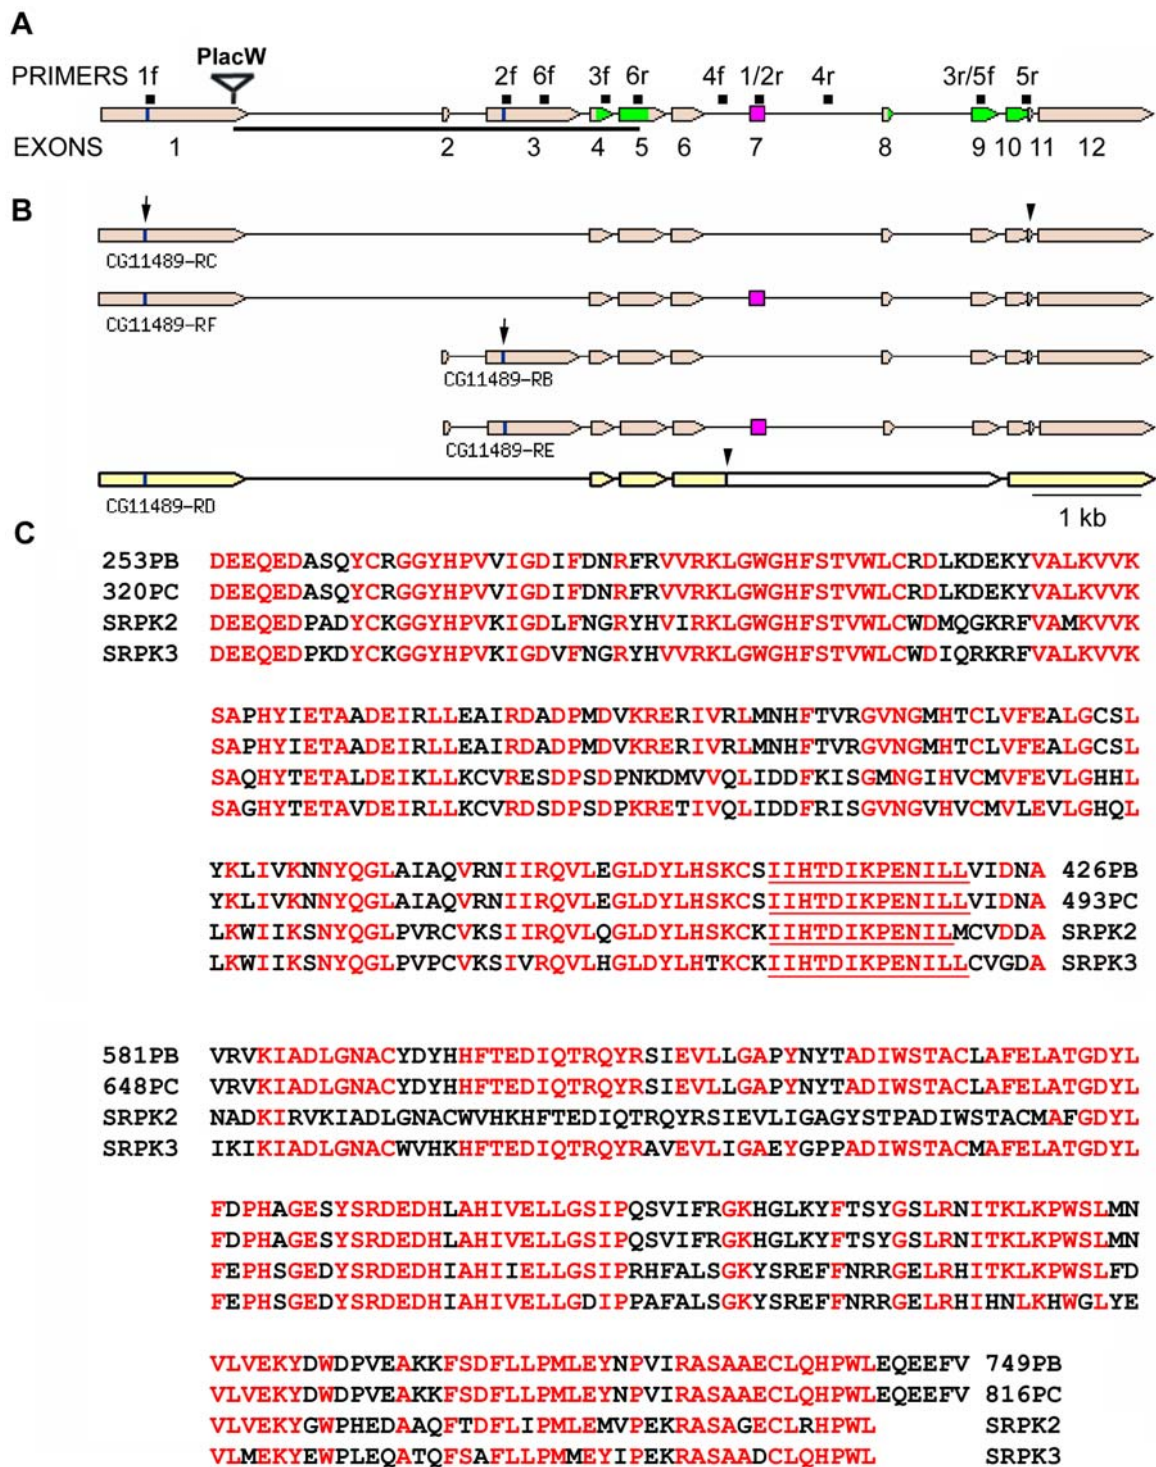 A
PlacW
PRIMERS 1f 2f 6f 3f 6r 4f 1/2r 4r 3r/5f 5r
EXONS 1 2 3 4 5 6 7 8 9 10 11 12
B
CG11489-RC
CG11489-RF
CG11489-RB
CG11489-RE
CG11489-RD
1 kb
C
253PB DEEQEDASQYCRGGYHPVVIGDIFDNRFRVVRKLGWGHFSTVWLCRDLKDEKYVALKVVK
320PC DEEQEDASQYCRGGYHPVVIGDIFDNRFRVVRKLGWGHFSTVWLCRDLKDEKYVALKVVK
SRPK2 DEEQEDPADYCKGGYHPVKIGDLFNGRYHVIRKLGWGHFSTVWLCWDMQGKRFVAMKVVK
SRPK3 DEEQEDPKDYCKGGYHPVKIGDVFNGRYHVVRKLGWGHFSTVWLCWDIQRKRFVALKVVK
SAPHYIETAADEIRLLEAIRDADPMDVKRERIVRLMNHFTVRGVNGMHTCLVFEALGCSL
SAPHYIETAADEIRLLEAIRDADPMDVKRERIVRLMNHFTVRGVNGMHTCLVFEALGCSL
SAQHYTETALDEIKLLKCVRESDPSDPNKDMVVQLIDDFKISGMNGIHVCMVFEVLGHHL
SAGHYTETAVDEIRLLKCVRDSDPSDPKRETIVQLIDDFRISGVNGVHVCMVLEVLGHQL
YKLIVKNNYQGLAIAQVRNIIRQVLEGLDYLHSKCSIIHTDIKPENILLVIDNA 426PB
YKLIVKNNYQGLAIAQVRNIIRQVLEGLDYLHSKCSIIHTDIKPENILLVIDNA 493PC
LKWIIKSNYQGLPVRCVKSIIRQVLQGLDYLHSKCKIIHTDIKPENILMCVDDA SRPK2
LKWIIKSNYQGLPVPCVKSIVRQVLHGLDYLHTKCKIIHTDIKPENILLCVGDA SRPK3
581PB VRVKIADLGNACYDYHHFTEDIQTRQYRSIEVLLGAPYNYTADIWSTACLAFELATGDYL
648PC VRVKIADLGNACYDYHHFTEDIQTRQYRSIEVLLGAPYNYTADIWSTACLAFELATGDYL
SRPK2 NADKIRVKIADLGNACWVHKHFTEDIQTRQYRSIEVLIGAGYSTPADIWSTACMAFGDYL
SRPK3 IKIKIADLGNACWVHKHFTEDIQTRQYRAVEVLIGAEYGPPADIWSTACMAFELATGDYL
FDPHAGESYSRDEDHLAHIVELLGSIPQSVIFRGKHGLKYFTSYGSLRNITKLKPWSLMN
FDPHAGESYSRDEDHLAHIVELLGSIPQSVIFRGKHGLKYFTSYGSLRNITKLKPWSLMN
FEPHSGEDYSRDEDHIAHIIELLGSIPRHFALSGKYSREFFNRRGELRHITKLKPWSLFD
FEPHSGEDYSRDEDHIAHIVELLGDIPPAFALSGKYSREFFNRRGELRHIHNLKHWGLYE
VLVEKYDWDPVEAKKFSDFLLPMLEYNPVIRASAAECLQHPWLEQEEFV 749PB
VLVEKYDWDPVEAKKFSDFLLPMLEYNPVIRASAAECLQHPWLEQEEFV 816PC
VLVEKYGWPHEDAAQFTDFLIPMLEMVPEKRASAGECLRHPWL SRPK2
VLMEKYEWPLEQATQFSAFLLPMMEYIPEKRASAADCLQHPWL SRPK3